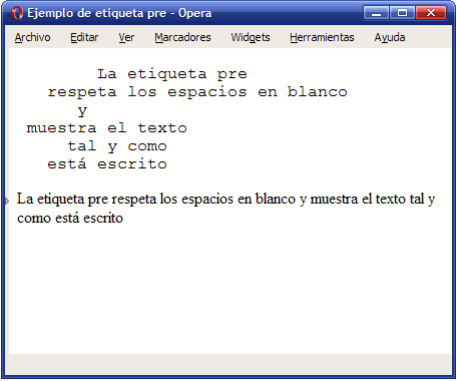 Ejemplo de etiqueta pre - Opera
Archivo Editar Ver Marcadores Widgets Herramientas Ayuda
La etiqueta pre
respeta los espacios en blanco
y
muestra el texto
tal y como
está escrito
La etiqueta pre respeta los espacios en blanco y muestra el texto tal y
como está escrito